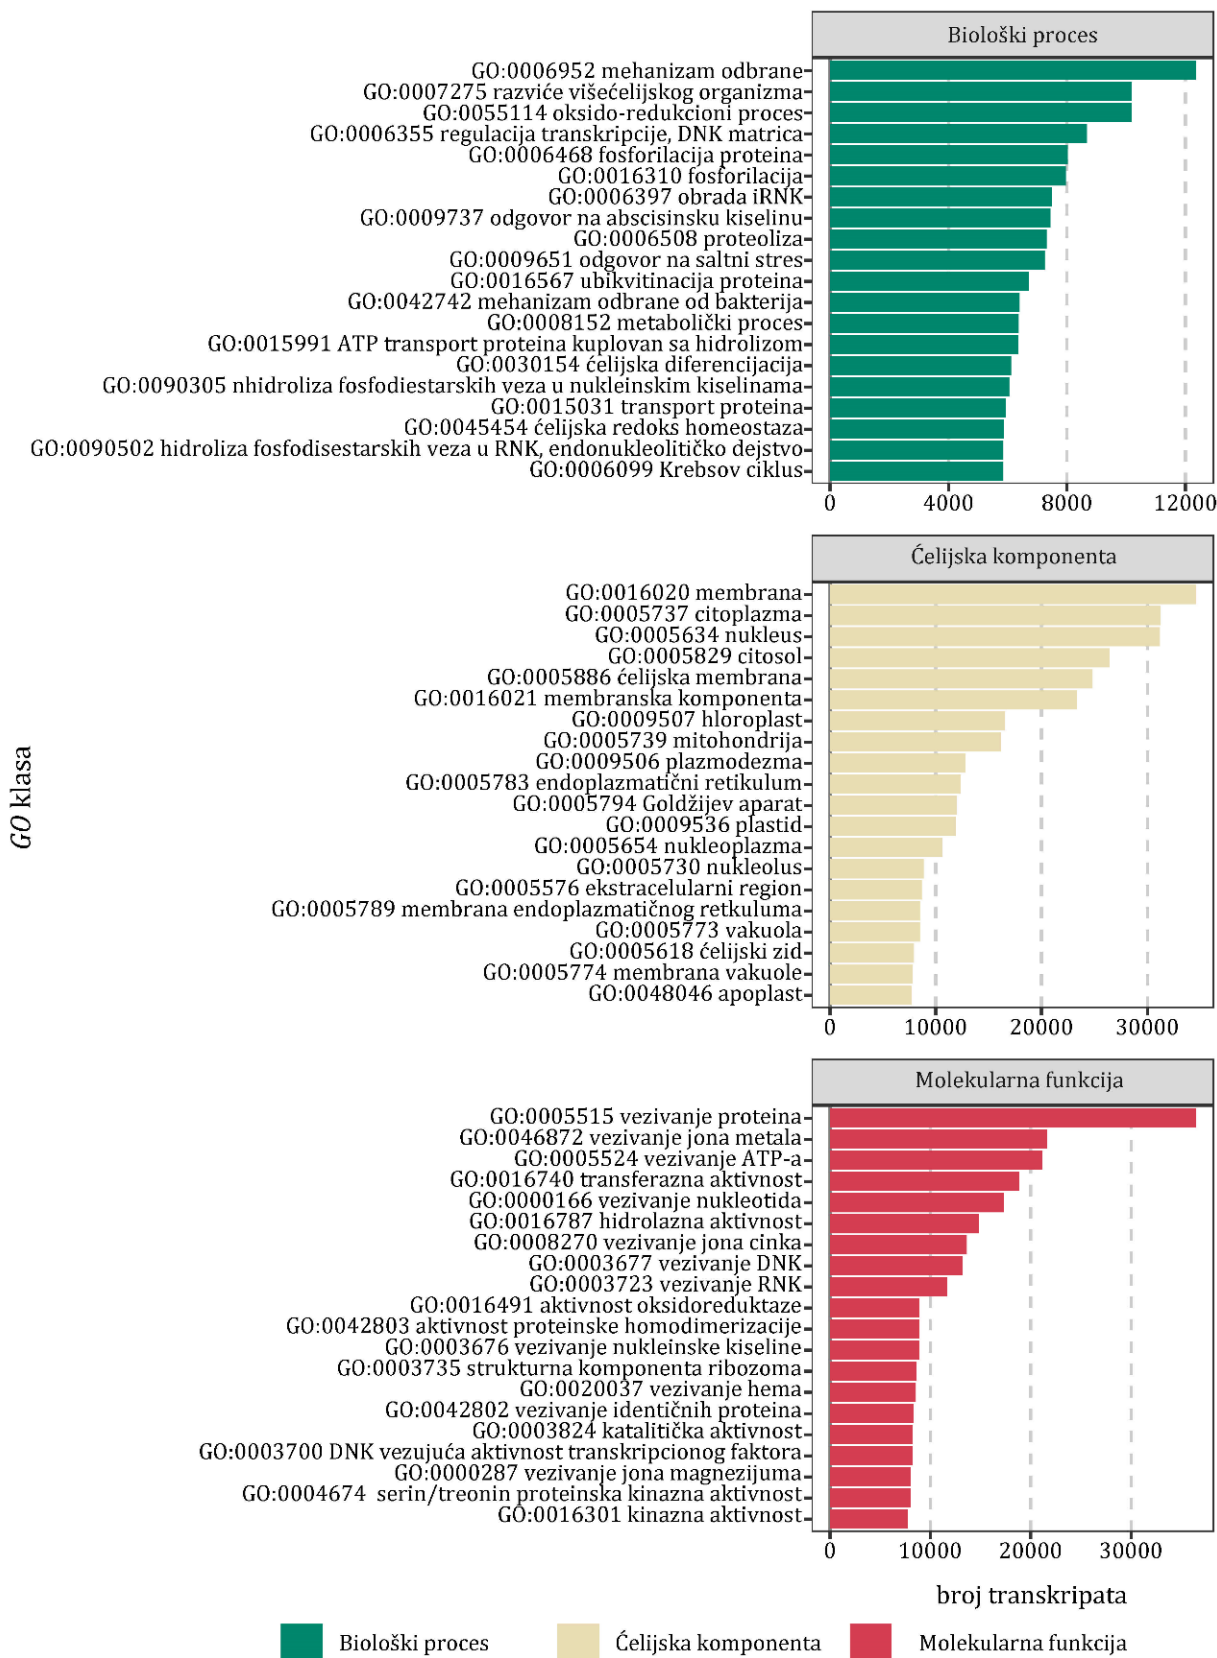 Biološki proces
GO:0006952 mehanizam odbrane
GO:0007275 razviće višećelijskog organizma
GO:0055114 oksido-redukcioni proces
GO:0006355 regulacija transkripcije, DNK matrica
GO:0006468 fosforilacija proteina
GO:0016310 fosforilacija
GO:0006397 obrada iRNK
GO:0009737 odgovor na abscisinsku kiselinu
GO:0006508 proteoliza
GO:0009651 odgovor na saltni stres
GO:0016567 ubikvitinacija proteina
GO:0042742 mehanizam odbrane od bakterija
GO:0008152 metabolički proces
GO:0015991 ATP transport proteina kuplovan sa hidrolizom
GO:0030154 ćelijska diferencijacija
GO:0090305 nhidroliza fosfodiestarskih veza u nukleinskim kiselinama
GO:0015031 transport proteina
GO:0045454 ćelijska redoks homeostaza
GO:0090502 hidroliza fosfodisestarskih veza u RNK, endonukleolitičko dejstvo
GO:0006099 Krebsov ciklus
0 4000 8000 12000
Ćelijska komponenta
GO:0016020 membrana
GO:0005737 citoplazma
GO:0005634 nukleus
GO:0005829 citosol
GO:0005886 ćelijska membrana
GO:0016021 membranska komponenta
GO:0009507 hloroplast
GO:0005739 mitohondrija
GO:0009506 plazmodezma
GO:0005783 endoplazmatični retikulum
GO:0005794 Goldžijev aparat
GO:0009536 plastid
GO:0005654 nukleoplazma
GO:0005730 nukleolus
GO:0005576 ekstracelularni region
GO:0005789 membrana endoplazmatičnog retkuluma
GO:0005773 vakuola
GO:0005618 ćelijski zid
GO:0005774 membrana vakuole
GO:0048046 apoplast
0 10000 20000 30000
GO klasa
Molekularna funkcija
GO:0005515 vezivanje proteina
GO:0046872 vezivanje jona metala
GO:0005524 vezivanje ATP-a
GO:0016740 transferazna aktivnost
GO:0000166 vezivanje nukleotida
GO:0016787 hidrolazna aktivnost
GO:0008270 vezivanje jona cinka
GO:0003677 vezivanje DNK
GO:0003723 vezivanje RNK
GO:0016491 aktivnost oksidoreduktaze
GO:0042803 aktivnost proteinske homodimerizacije
GO:0003676 vezivanje nukleinske kiseline
GO:0003735 strukturna komponenta ribozoma
GO:0020037 vezivanje hema
GO:0042802 vezivanje identičnih proteina
GO:0003824 katalitička aktivnost
GO:0003700 DNK vezujuća aktivnost transkripcionog faktora
GO:0000287 vezivanje jona magnezijuma
GO:0004674 serin/treonin proteinska kinazna aktivnost
GO:0016301 kinazna aktivnost
0 10000 20000 30000
broj transkripata
Biološki proces Ćelijska komponenta Molekularna funkcija